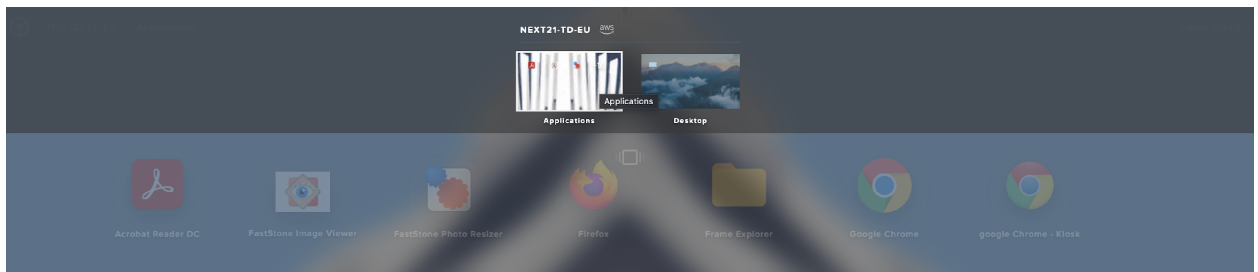 NEXT21-TD-EU aws
Applications
Applications Desktop
Acrobat Reader DC FastStone Image Viewer FastStone Photo Resizer Firefox Frame Explorer Google Chrome google Chrome - Kiosk